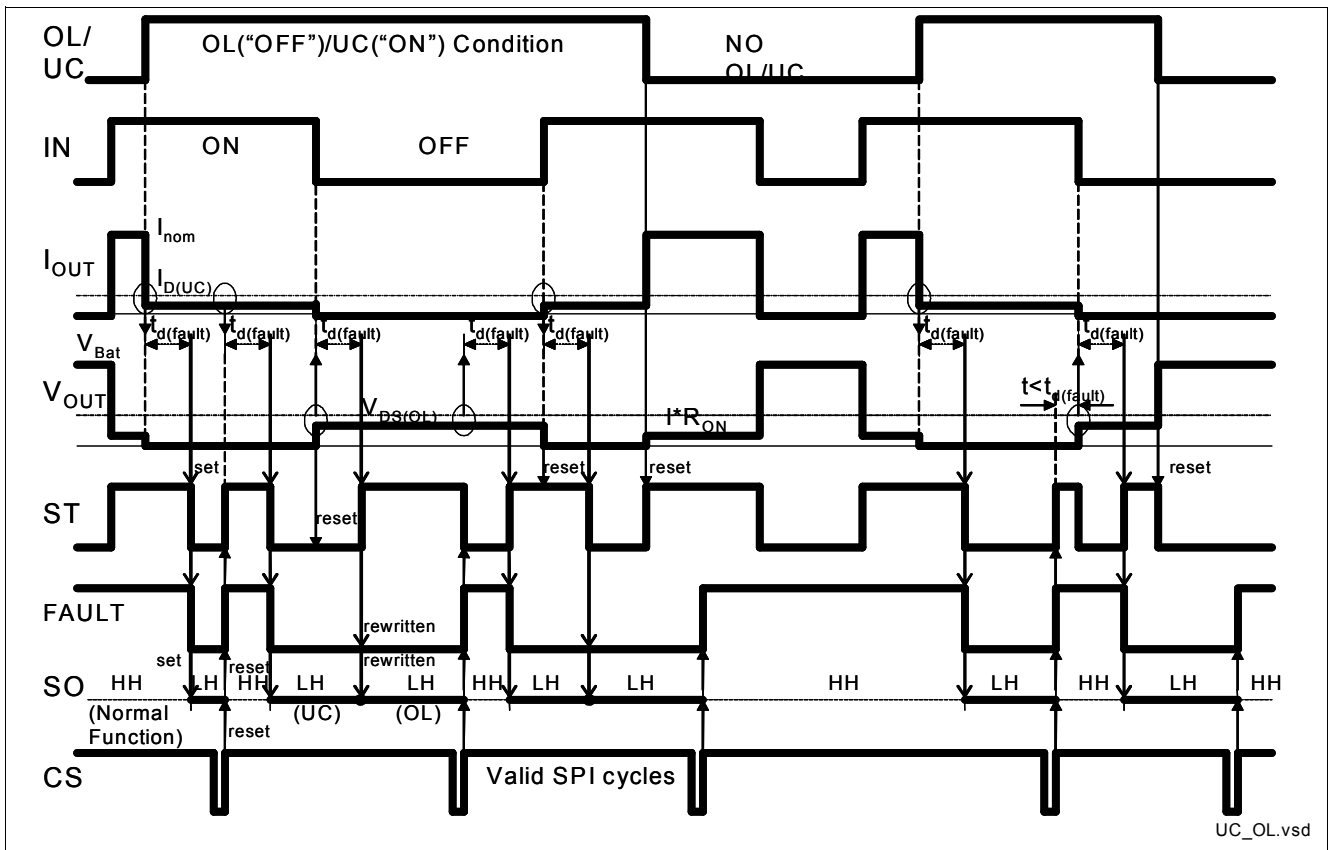 OL/
UC
OL(“OFF”)/UC(“ON”) Condition
NO
OL/UC
IN
ON
OFF
I_OUT
I_nom
I_D(UC)
t_d(fault) t_d(fault) t_d(fault) t_d(fault) t_d(fault) t_d(fault) t_d(fault)
V_Bat
V_OUT
V_DS(OL)
I*R_ON
t<t_d(fault)
set
reset
reset
reset
ST
reset
FAULT
rewritten
set
reset
rewritten
SO
HH LH HH LH LH HH LH LH HH LH HH LH HH
(Normal
Function)
(UC)
(OL)
reset
CS
Valid SPI cycles
UC_OL.vsd